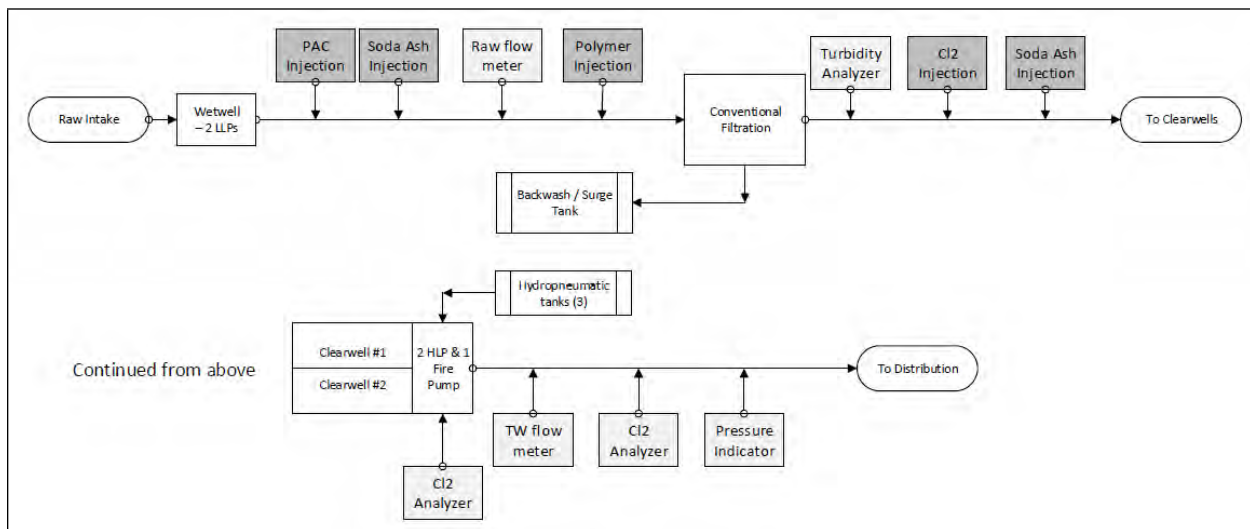 PAC
Injection
Soda Ash
Injection
Raw flow
meter
Polymer
Injection
Turbidity
Analyzer
Cl2
Injection
Soda Ash
Injection
Raw Intake
Wetwell
– 2 LLPs
Conventional
Filtration
To Clearwells
Backwash / Surge
Tank
Hydropneumatic
tanks (3)
Continued from above
Clearwell #1
Clearwell #2
2 HLP & 1
Fire
Pump
To Distribution
TW flow
meter
Cl2
Analyzer
Pressure
Indicator
Cl2
Analyzer